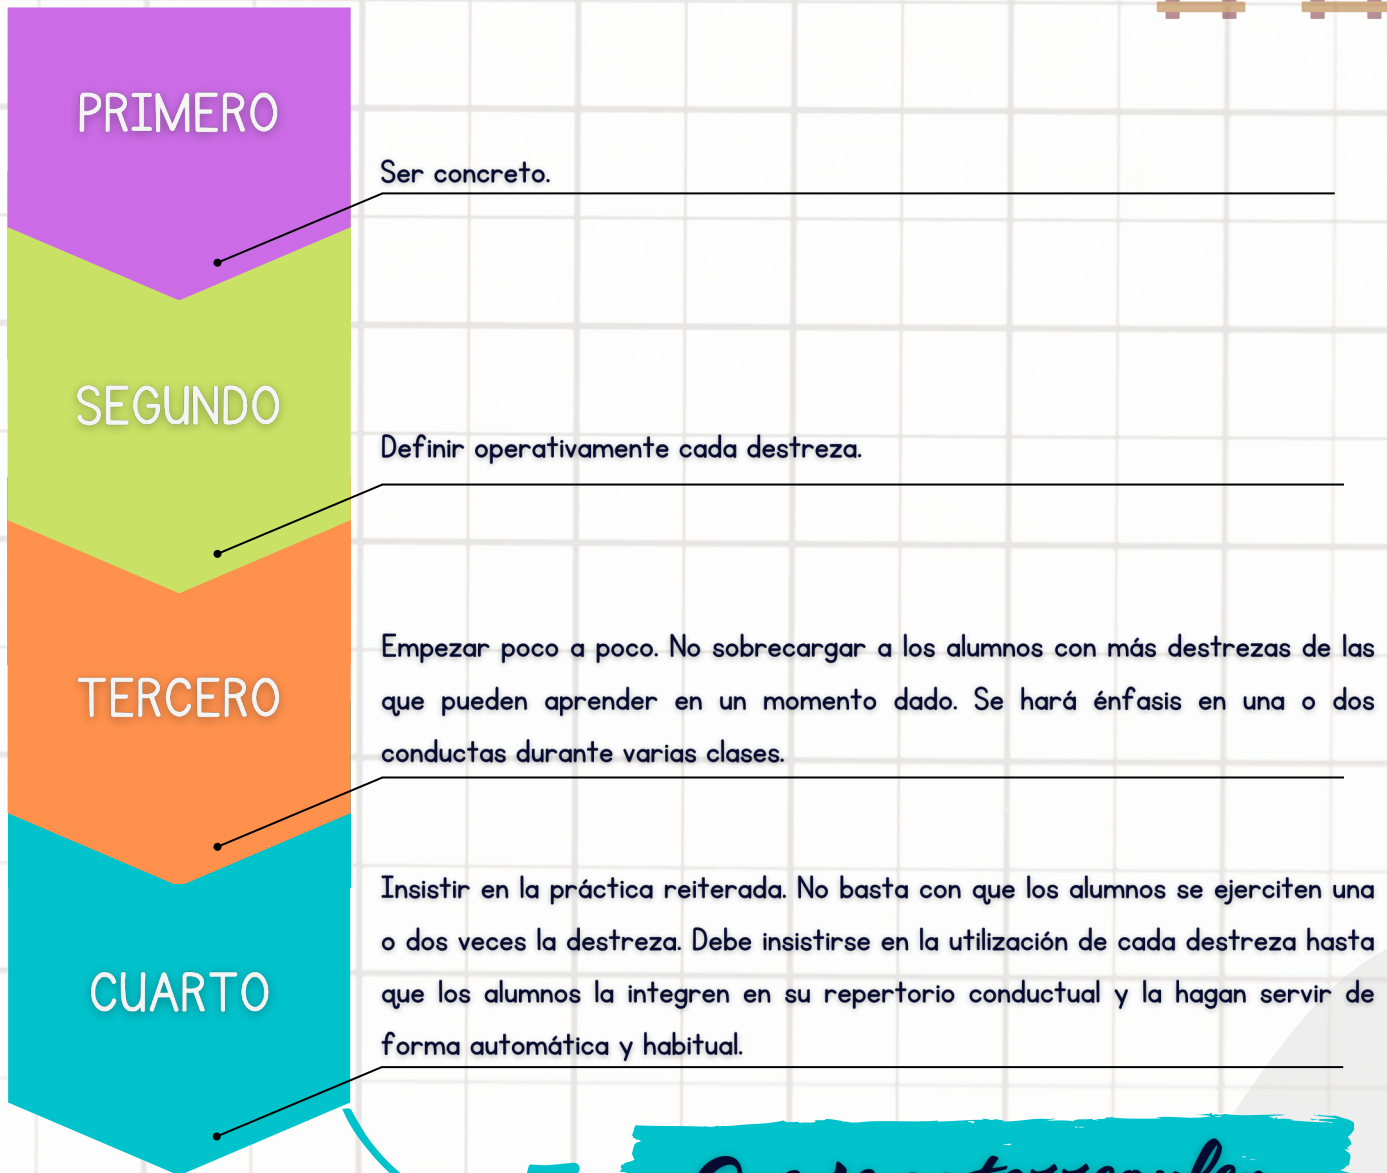 PRIMERO
Ser concreto.
SEGUNDO
Definir operativamente cada destreza.
TERCERO
Empezar poco a poco. No sobrecargar a los alumnos con más destrezas de las
que pueden aprender en un momento dado. Se hará énfasis en una o dos
conductas durante varias clases.
CUARTO
Insistir en la práctica reiterada. No basta con que los alumnos se ejerciten una
o dos veces la destreza. Debe insistirse en la utilización de cada destreza hasta
que los alumnos la integren en su repertorio conductual y la hagan servir de
forma automática y habitual.